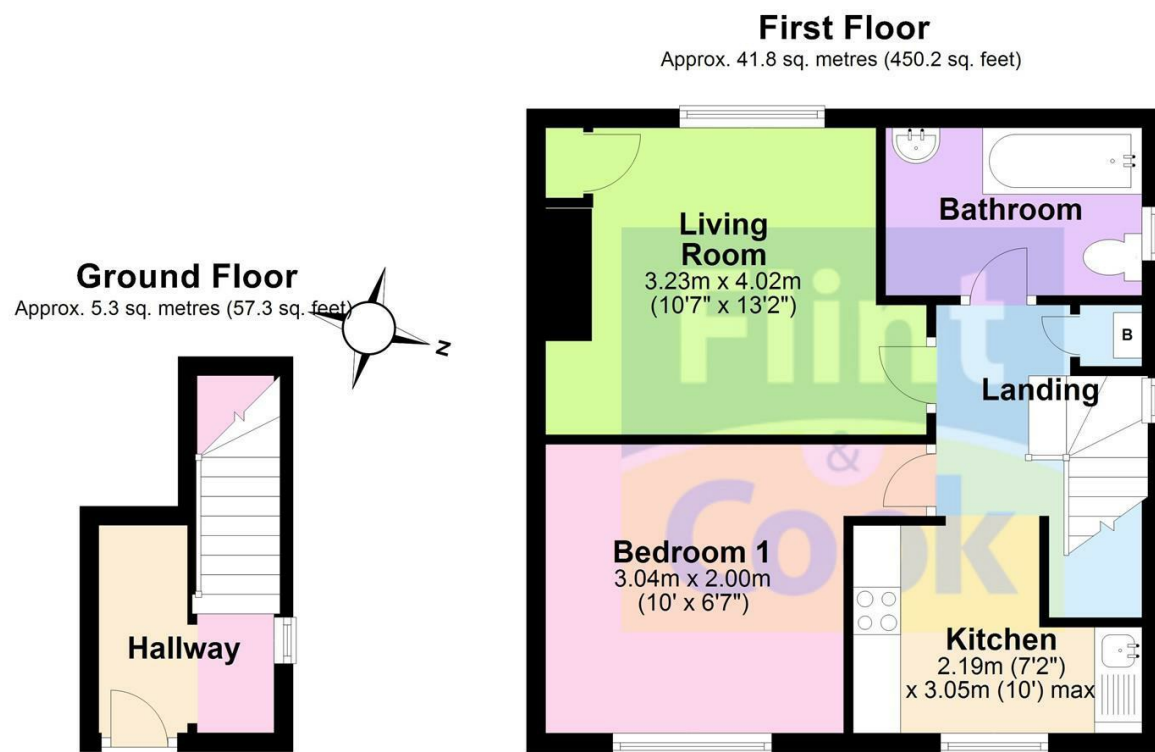 First Floor
Approx. 41.8 sq. metres (450.2 sq. feet)
Ground Floor
Approx. 5.3 sq. metres (57.3 sq. feet)
N
Living
Room
3.23m x 4.02m
(10'7" x 13'2")
Bathroom
B
Landing
Flint
&
Cook
Bedroom 1
3.04m x 2.00m
(10' x 6'7")
Kitchen
2.19m (7'2")
x 3.05m (10') max
Hallway